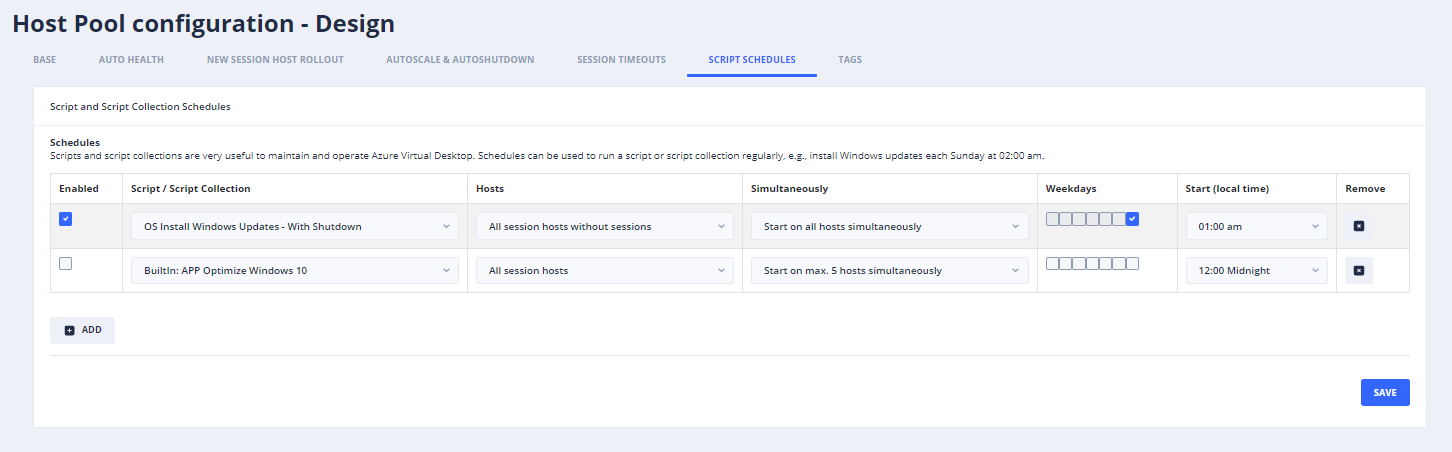 Host Pool configuration - Design
BASE AUTO HEALTH NEW SESSION HOST ROLLOUT AUTOSCALE & AUTOSHUTDOWN SESSION TIMEOUTS SCRIPT SCHEDULES TAGS
Script and Script Collection Schedules
Schedules
Scripts and script collections are very useful to maintain and operate Azure Virtual Desktop. Schedules can be used to run a script or script collection regularly, e.g., install Windows updates each Sunday at 02:00 am.
Enabled Script / Script Collection Hosts Simultaneously Weekdays Start (local time) Remove
OS Install Windows Updates - With Shutdown All session hosts without sessions Start on all hosts simultaneously 01:00 am
BuiltIn: APP Optimize Windows 10 All session hosts Start on max. 5 hosts simultaneously 12:00 Midnight
ADD
SAVE